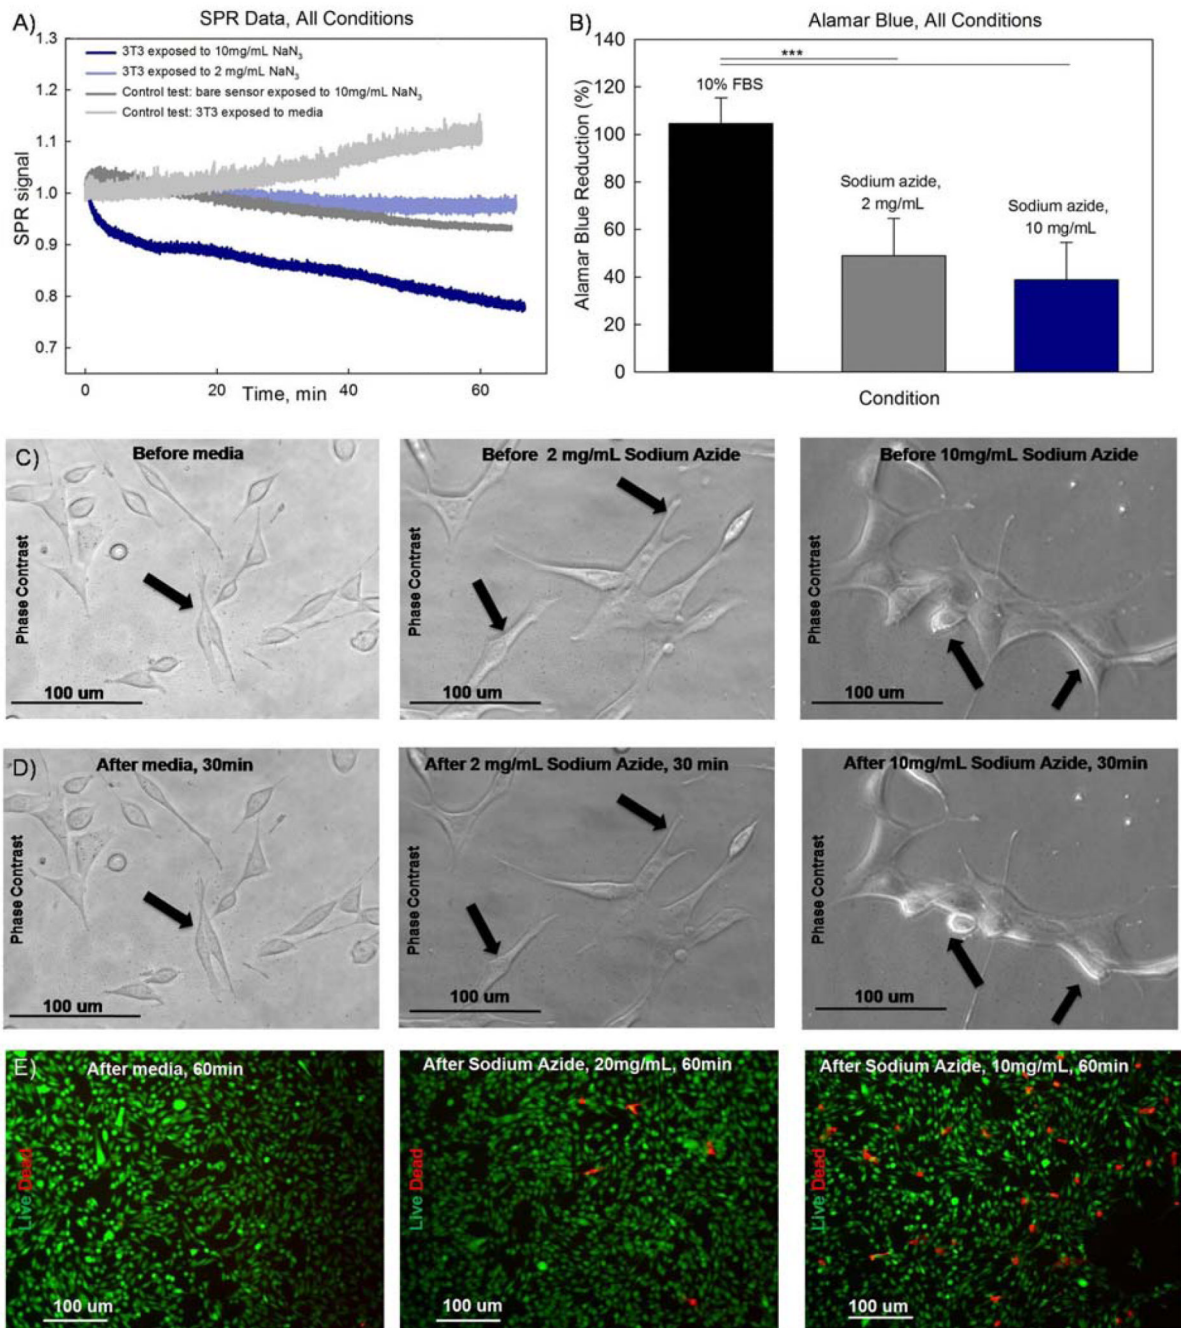 A)
SPR Data, All Conditions
1.3
1.2
1.1
1.0
0.9
0.8
0.7
SPR signal
3T3 exposed to 10mg/mL NaN3
3T3 exposed to 2 mg/mL NaN3
Control test: bare sensor exposed to 10mg/mL NaN3
Control test: 3T3 exposed to media
0 20 40 60
Time, min
B)
Alamar Blue, All Conditions
140
120
100
80
60
40
20
0
Alamar Blue Reduction (%)
***
10% FBS
Sodium azide,
2 mg/mL
Sodium azide,
10 mg/mL
Condition
C)
Before media
Phase Contrast
100 um
Before 2 mg/mL Sodium Azide
Phase Contrast
100 um
Before 10mg/mL Sodium Azide
Phase Contrast
100 um
D)
After media, 30min
Phase Contrast
100 um
After 2 mg/mL Sodium Azide, 30 min
Phase Contrast
100 um
After 10mg/mL Sodium Azide, 30min
Phase Contrast
100 um
E)
After media, 60min
Live Dead
100 um
After Sodium Azide, 20mg/mL, 60min
Live Dead
100 um
After Sodium Azide, 10mg/mL, 60min
Live Dead
100 um